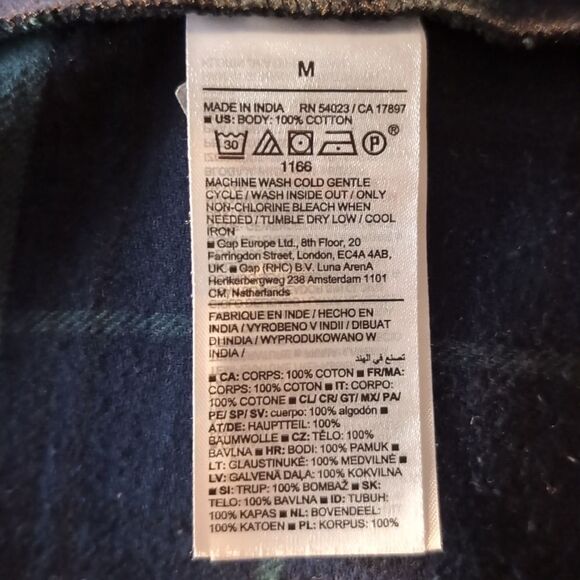 M
MADE IN INDIA RN 54023 / CA 17897
■ US: BODY: 100% COTTON
30 P ®
1166
MACHINE WASH COLD GENTLE
CYCLE / WASH INSIDE OUT / ONLY
NON-CHLORINE BLEACH WHEN
NEEDED / TUMBLE DRY LOW / COOL
IRON
■ Gap Europe Ltd., 8th Floor, 20
Farringdon Street, London, EC4A 4AB,
UK. ■ Gap (RHC) B.V. Luna ArenA
Herikerbergweg 238 Amsterdam 1101
CM, Netherlands
FABRIQUE EN INDE / HECHO EN
INDIA / VYROBENO V INDII / DIBUAT
DI INDIA / WYPRODUKOWANO W
INDIA /
تصنع في الهند
■ CA: CORPS: 100% COTON ■ FR/MA:
CORPS: 100% COTON ■ IT: CORPO:
100% COTONE ■ CL/ CR/ GT/ MX/ PA/
PE/ SP/ SV: cuerpo: 100% algodón ■
AT/DE: HAUPTTEIL: 100%
BAUMWOLLE ■ CZ: TĚLO: 100%
BAVLNA ■ HR: BODI: 100% PAMUK ■
LT: GLAUSTINUKĖ: 100% MEDVILNĖ ■
LV: GALVENĀ DAĻA: 100% KOKVILNA
■ SI: TRUP: 100% BOMBAŽ ■ SK:
TELO: 100% BAVLNA ■ ID: TUBUH:
100% KAPAS ■ NL: BOVENDEEL:
100% KATOEN ■ PL: KORPUS: 100%